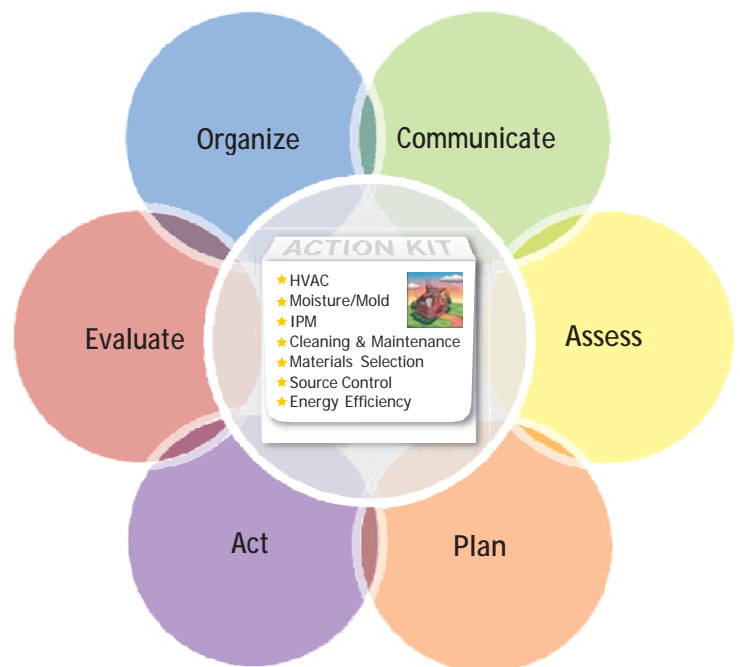 Organize
Communicate
ACTION KIT
HVAC
Moisture/Mold
IPM
Cleaning & Maintenance
Materials Selection
Source Control
Energy Efficiency
Evaluate
Assess
Act
Plan